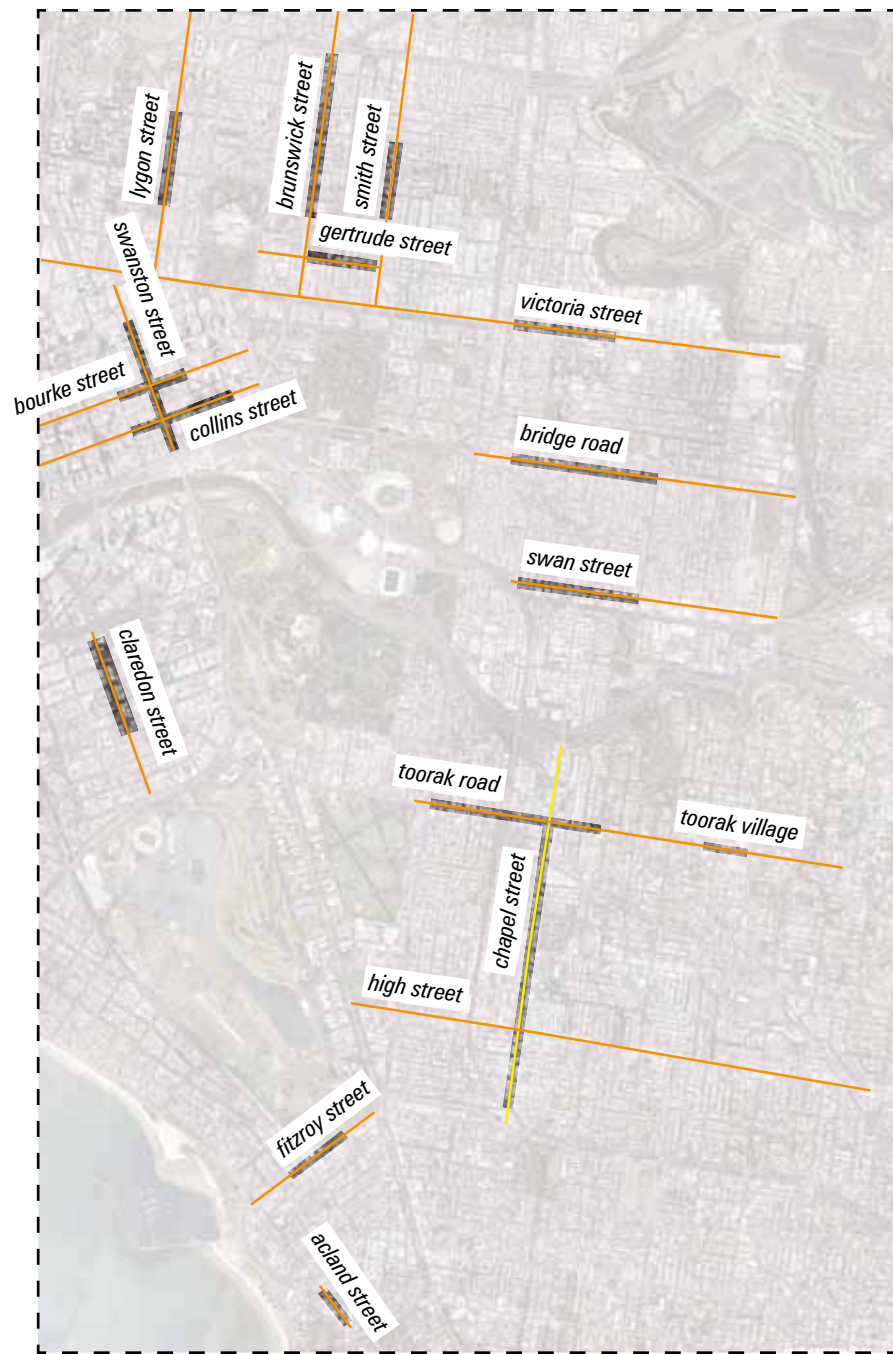 lygon street
brunswick street
smith street
gertrude street
swanston street
victoria street
bourke street
collins street
bridge road
swan street
claredon street
toorak road
toorak village
chapel street
high street
fitzroy street
acland street